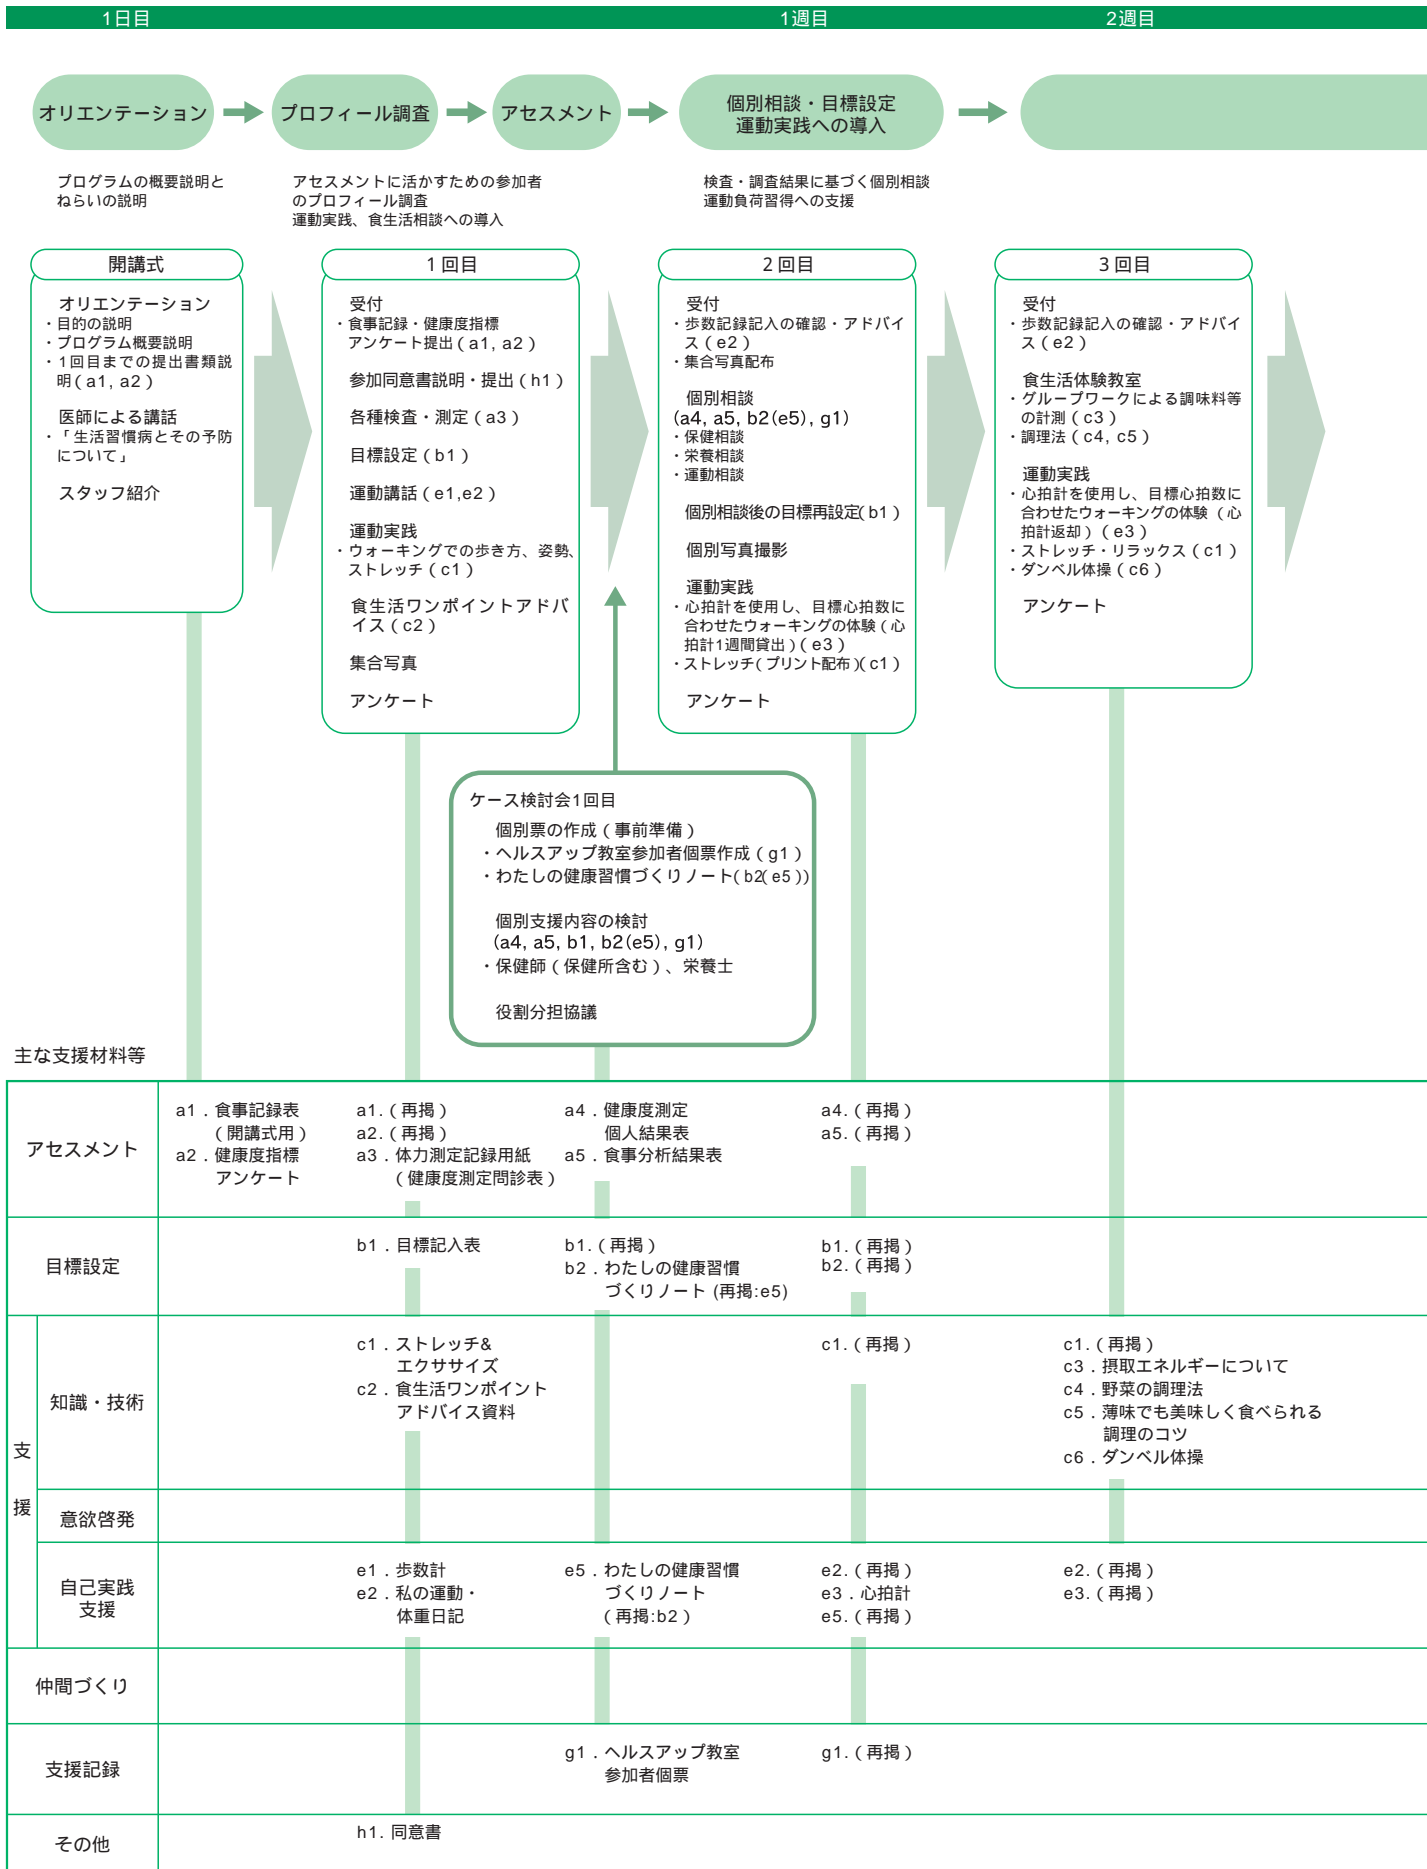 1日目
1週目
2週目
オリエンテーション
プロフィール調査
アセスメント
個別相談・目標設定
運動実践への導入
プログラムの概要説明と
ねらいの説明
アセスメントに活かすための参加者
のプロフィール調査
運動実践、食生活相談への導入
検査・調査結果に基づく個別相談
運動負荷習得への支援
開講式
オリエンテーション
・目的の説明
・プログラム概要説明
・1回目までの提出書類説
明(a1, a2)
医師による講話
・「生活習慣病とその予防
について」
スタッフ紹介
1回目
受付
・食事記録・健康度指標
アンケート提出(a1, a2)
参加同意書説明・提出(h1)
各種検査・測定(a3)
目標設定(b1)
運動講話(e1,e2)
運動実践
・ウォーキングでの歩き方、姿勢、
ストレッチ(c1)
食生活ワンポイントアドバ
イス(c2)
集合写真
アンケート
2回目
受付
・歩数記録記入の確認・アドバイ
ス(e2)
・集合写真配布
個別相談
(a4, a5, b2(e5), g1)
・保健相談
・栄養相談
・運動相談
個別相談後の目標再設定(b1)
個別写真撮影
運動実践
・心拍計を使用し、目標心拍数に
合わせたウォーキングの体験(心
拍計1週間貸出)(e3)
・ストレッチ(プリント配布)(c1)
アンケート
3回目
受付
・歩数記録記入の確認・アドバイ
ス(e2)
食生活体験教室
・グループワークによる調味料等
の計測(c3)
・調理法(c4, c5)
運動実践
・心拍計を使用し、目標心拍数に
合わせたウォーキングの体験(心
拍計返却)(e3)
・ストレッチ・リラックス(c1)
・ダンベル体操(c6)
アンケート
ケース検討会1回目
個別票の作成(事前準備)
・ヘルスアップ教室参加者個票作成(g1)
・わたしの健康習慣づくりノート(b2(e5))
個別支援内容の検討
(a4, a5, b1, b2(e5), g1)
・保健師(保健所含む)、栄養士
役割分担協議
主な支援材料等
アセスメント
a1.食事記録表
(開講式用)
a2.健康度指標
アンケート
a1.(再掲)
a2.(再掲)
a3.体力測定記録用紙
(健康度測定問診表)
a4.健康度測定
個人結果表
a5.食事分析結果表
a4.(再掲)
a5.(再掲)
目標設定
b1.目標記入表
b1.(再掲)
b2.わたしの健康習慣
づくりノート (再掲:e5)
b1.(再掲)
b2.(再掲)
支
援
知識・技術
c1.ストレッチ&
エクササイズ
c2.食生活ワンポイント
アドバイス資料
c1.(再掲)
c1.(再掲)
c3.摂取エネルギーについて
c4.野菜の調理法
c5.薄味でも美味しく食べられる
調理のコツ
c6.ダンベル体操
意欲啓発
自己実践
支援
e1.歩数計
e2.私の運動・
体重日記
e5.わたしの健康習慣
づくりノート
(再掲:b2)
e2.(再掲)
e3.心拍計
e5.(再掲)
e2.(再掲)
e3.(再掲)
仲間づくり
支援記録
g1.ヘルスアップ教室
参加者個票
g1.(再掲)
その他
h1.同意書